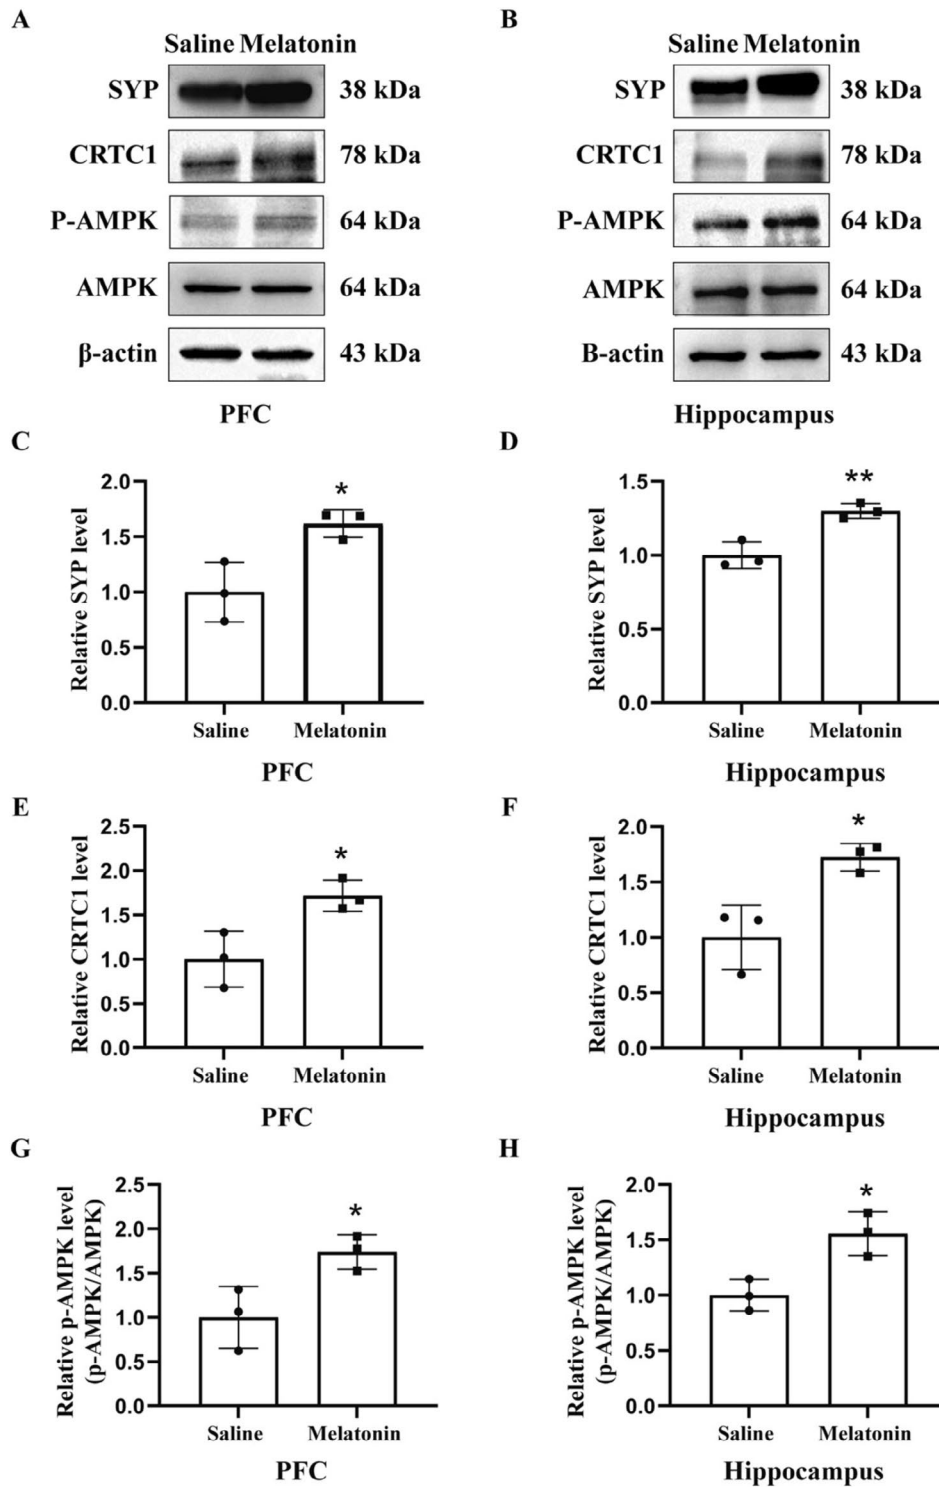 A
B
Saline Melatonin
Saline Melatonin
SYP
38 kDa
SYP
38 kDa
CRTC1
78 kDa
CRTC1
78 kDa
P-AMPK
64 kDa
P-AMPK
64 kDa
AMPK
64 kDa
AMPK
64 kDa
β-actin
43 kDa
B-actin
43 kDa
PFC
Hippocampus
C
Relative SYP level
2.0
1.5
1.0
0.5
0.0
*
Saline
Melatonin
PFC
D
Relative SYP level
1.5
1.0
0.5
0.0
**
Saline
Melatonin
Hippocampus
E
Relative CRTC1 level
2.5
2.0
1.5
1.0
0.5
0.0
*
Saline
Melatonin
PFC
F
Relative CRTC1 level
2.0
1.5
1.0
0.5
0.0
*
Saline
Melatonin
Hippocampus
G
Relative p-AMPK level
(p-AMPK/AMPK)
2.5
2.0
1.5
1.0
0.5
0.0
*
Saline
Melatonin
PFC
H
Relative p-AMPK level
(p-AMPK/AMPK)
2.0
1.5
1.0
0.5
0.0
*
Saline
Melatonin
Hippocampus